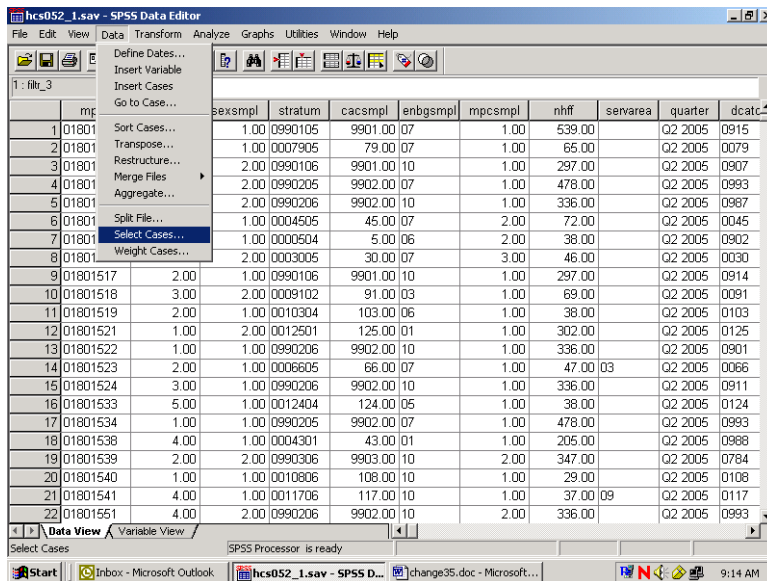 hcs052_1.sav - SPSS Data Editor
File Edit View Data Transform Analyze Graphs Utilities Window Help
1 : filtr_3
Define Dates...
Insert Variable
Insert Cases
Go to Case...
Sort Cases...
Transpose...
Restructure...
Merge Files
Aggregate...
Split File...
Select Cases...
Weight Cases...
mp sexsmpl stratum cacsmpl enbgsmpl mpcsmpl nhff servarea quarter dcatc
1 01801 1.00 0990105 9901.00 07 1.00 539.00 Q2 2005 0915
2 01801 1.00 0007905 79.00 07 1.00 65.00 Q2 2005 0079
3 01801 2.00 0990106 9901.00 10 1.00 297.00 Q2 2005 0907
4 01801 2.00 0990205 9902.00 07 1.00 478.00 Q2 2005 0993
5 01801 2.00 0990206 9902.00 10 1.00 336.00 Q2 2005 0987
6 01801 1.00 0004505 45.00 07 2.00 72.00 Q2 2005 0045
7 01801 1.00 0000504 5.00 06 2.00 38.00 Q2 2005 0902
8 01801 2.00 0003005 30.00 07 3.00 46.00 Q2 2005 0030
9 01801517 2.00 1.00 0990106 9901.00 10 1.00 297.00 Q2 2005 0914
10 01801518 3.00 2.00 0009102 91.00 03 1.00 69.00 Q2 2005 0091
11 01801519 2.00 1.00 0010304 103.00 06 1.00 38.00 Q2 2005 0103
12 01801521 1.00 2.00 0012501 125.00 01 1.00 302.00 Q2 2005 0125
13 01801522 1.00 1.00 0990206 9902.00 10 1.00 336.00 Q2 2005 0901
14 01801523 2.00 1.00 0006605 66.00 07 1.00 47.00 03 Q2 2005 0066
15 01801524 3.00 1.00 0990206 9902.00 10 1.00 336.00 Q2 2005 0911
16 01801533 5.00 1.00 0012404 124.00 05 1.00 38.00 Q2 2005 0124
17 01801534 1.00 1.00 0990205 9902.00 07 1.00 478.00 Q2 2005 0993
18 01801538 4.00 1.00 0004301 43.00 01 1.00 205.00 Q2 2005 0988
19 01801539 2.00 2.00 0990306 9903.00 10 2.00 347.00 Q2 2005 0784
20 01801540 1.00 1.00 0010806 108.00 10 1.00 29.00 Q2 2005 0108
21 01801541 4.00 1.00 0011706 117.00 10 1.00 37.00 09 Q2 2005 0117
22 01801551 4.00 2.00 0990206 9902.00 10 2.00 336.00 Q2 2005 0993
Data View Variable View
Select Cases SPSS Processor is ready
Start Inbox - Microsoft Outlook hcs052_1.sav - SPSS D... change35.doc - Microsoft... 9:14 AM